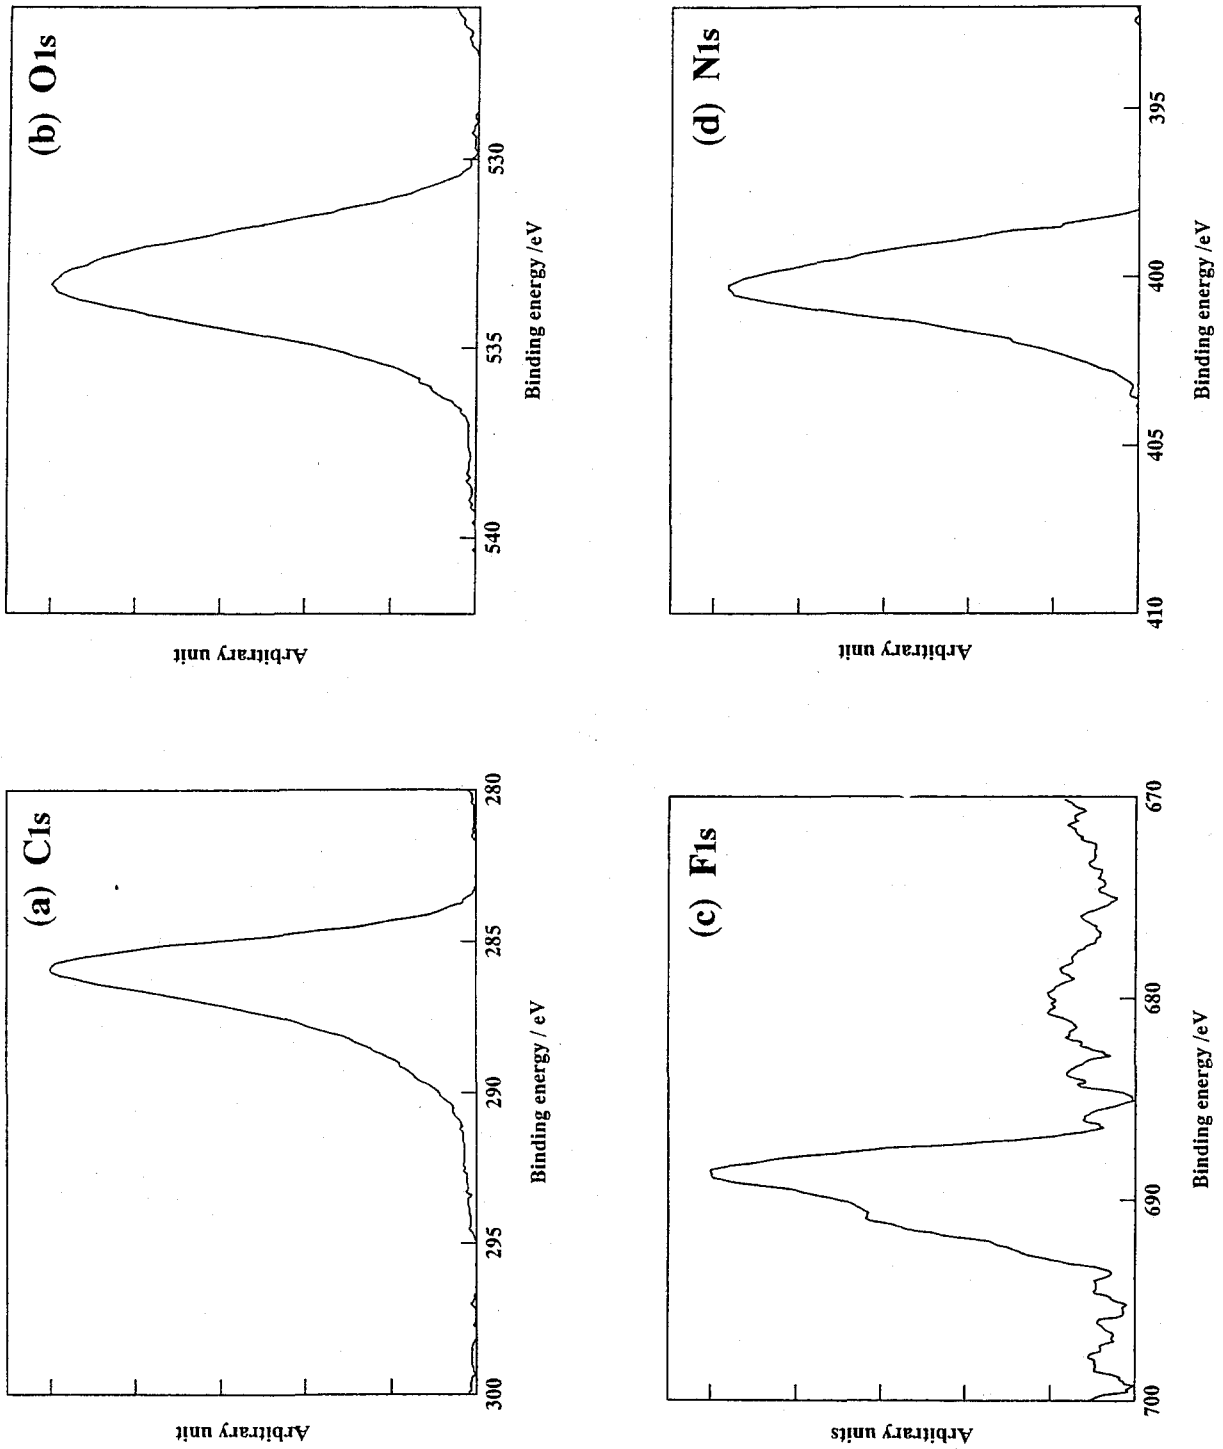 (a) C1s
Arbitrary unit
300
295
290
285
280
Binding energy / eV
(b) O1s
Arbitrary unit
540
535
530
Binding energy /eV
(c) F1s
Arbitrary units
700
690
680
670
Binding energy /eV
(d) N1s
Arbitrary unit
410
405
400
395
Binding energy /eV